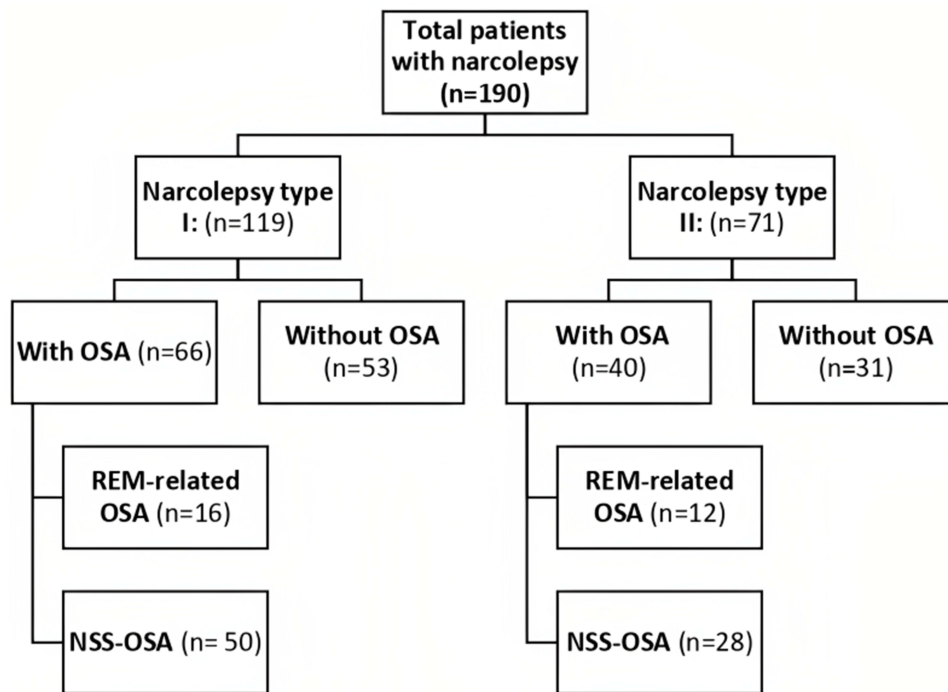 Total patients
with narcolepsy
(n=190)
Narcolepsy type
I: (n=119)
Narcolepsy type
II: (n=71)
With OSA (n=66)
Without OSA
(n=53)
With OSA
(n=40)
Without OSA
(n=31)
REM-related
OSA (n=16)
REM-related
OSA (n=12)
NSS-OSA (n= 50)
NSS-OSA (n=28)